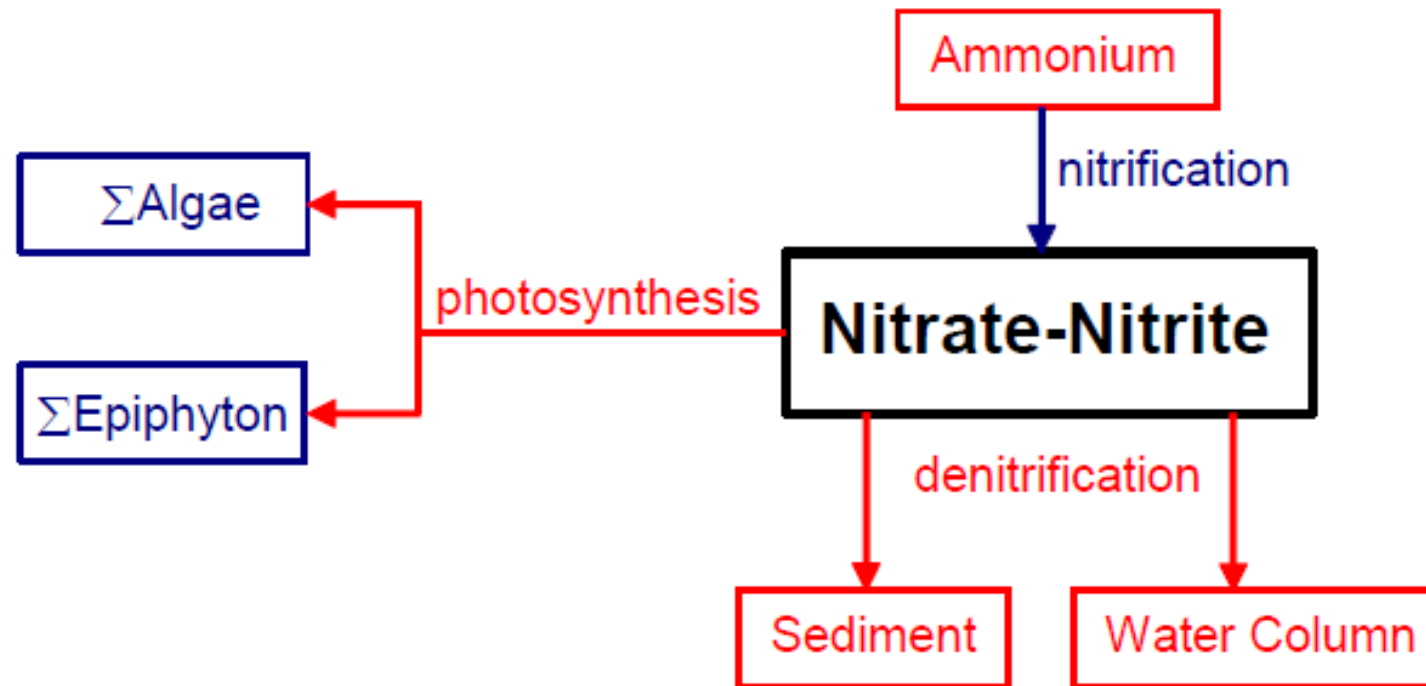 Ammonium
nitrification
∑Algae
photosynthesis
Nitrate-Nitrite
∑Epiphyton
denitrification
Sediment
Water Column